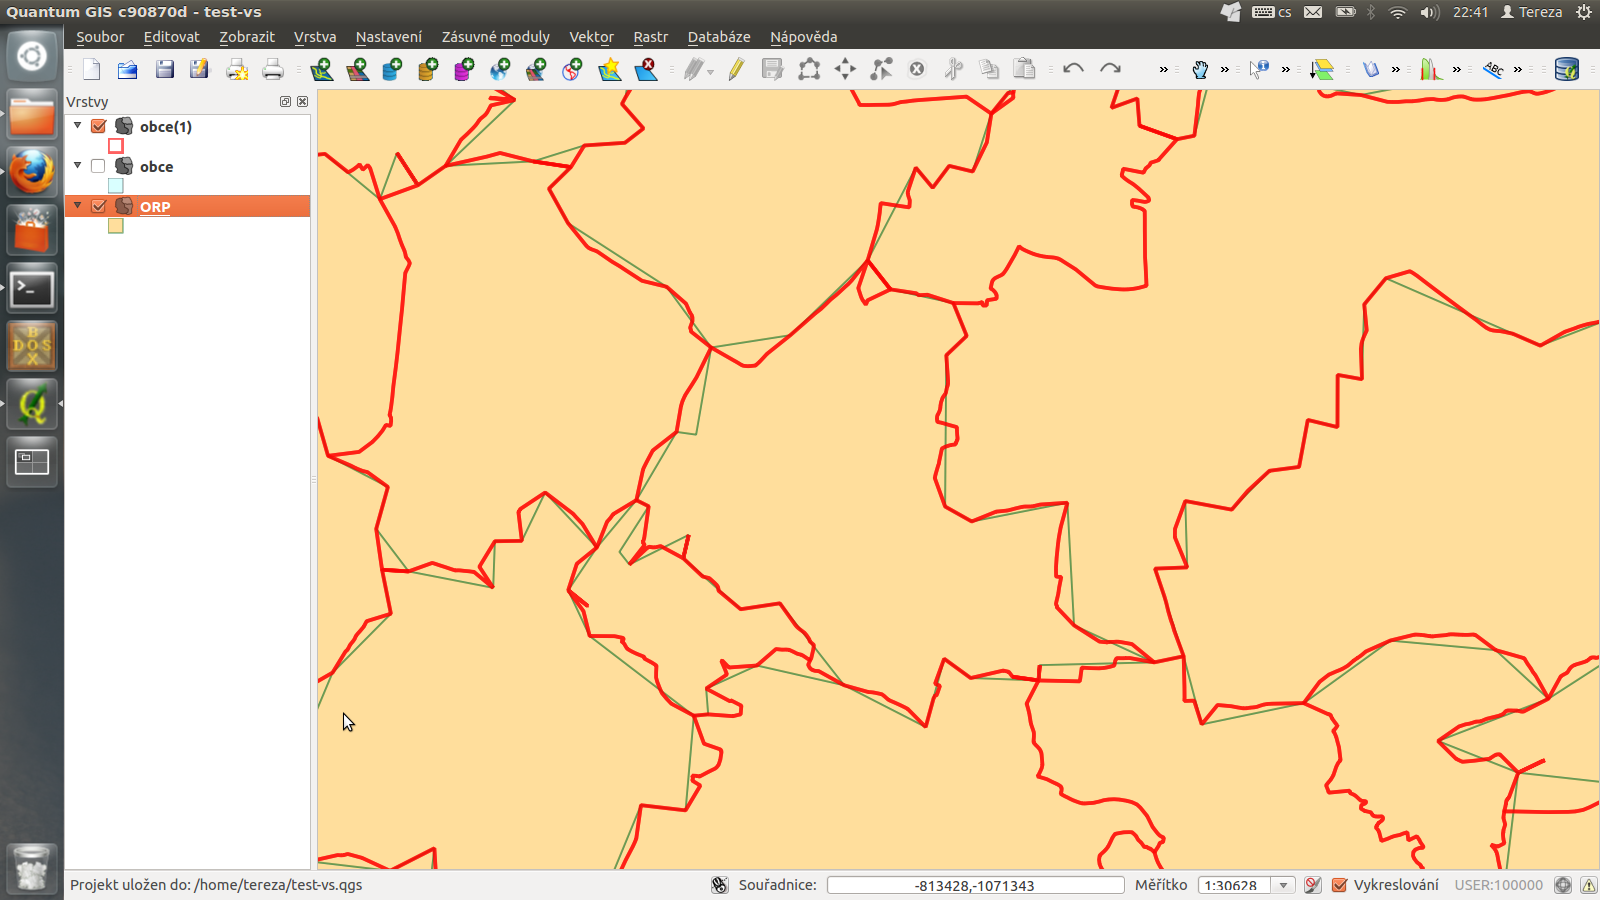 Quantum GIS c90870d - test-vs
cs
22:41
Tereza
Soubor Editovat Zobrazit Vrstva Nastavení Zásuvné moduly Vektor Rastr Databáze Nápověda
ABC
Vrstvy
obce(1)
obce
ORP
B
DOS
X
Projekt uložen do: /home/tereza/test-vs.qgs
Souřadnice:
-813428,-1071343
Měřítko
1:30628
Vykreslování
USER:100000